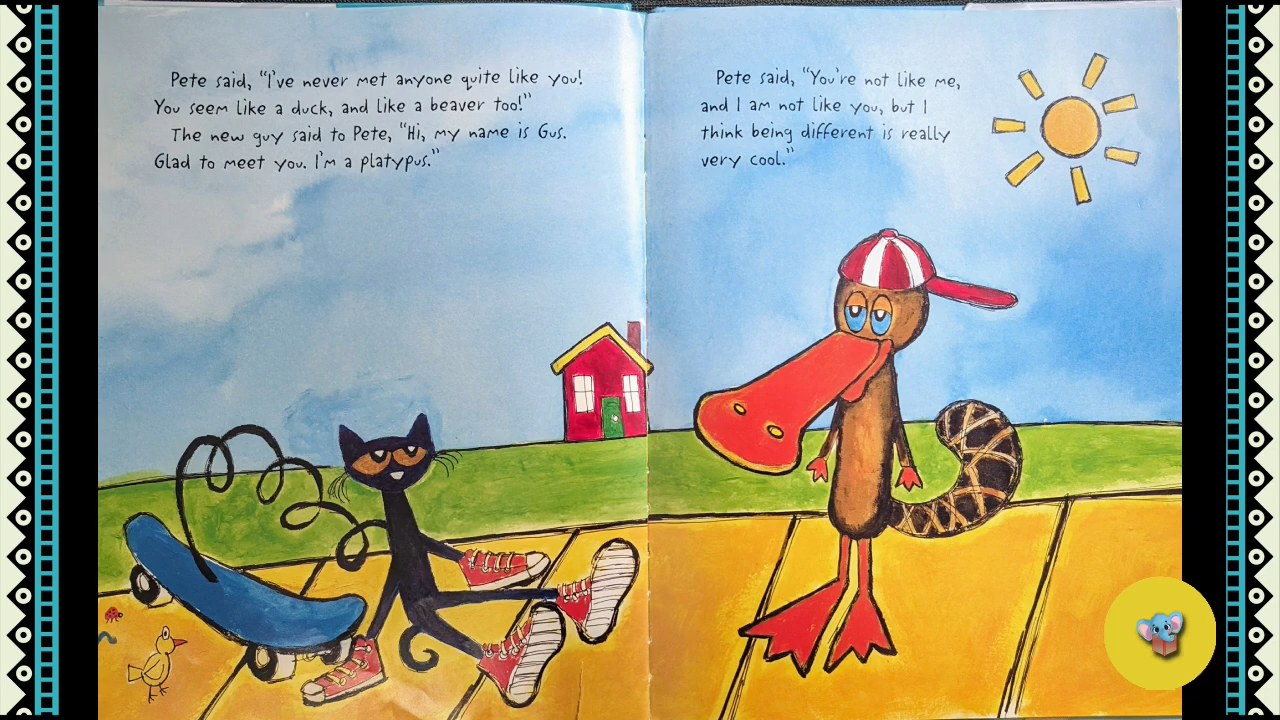 Pete said, “I’ve never met anyone quite like you!
You seem like a duck, and like a beaver too!”
The new guy said to Pete, “Hi, my name is Gus.
Glad to meet you. I’m a platypus.”
Pete said, “You’re not like me,
and I am not like you, but I
think being different is really
very cool.”